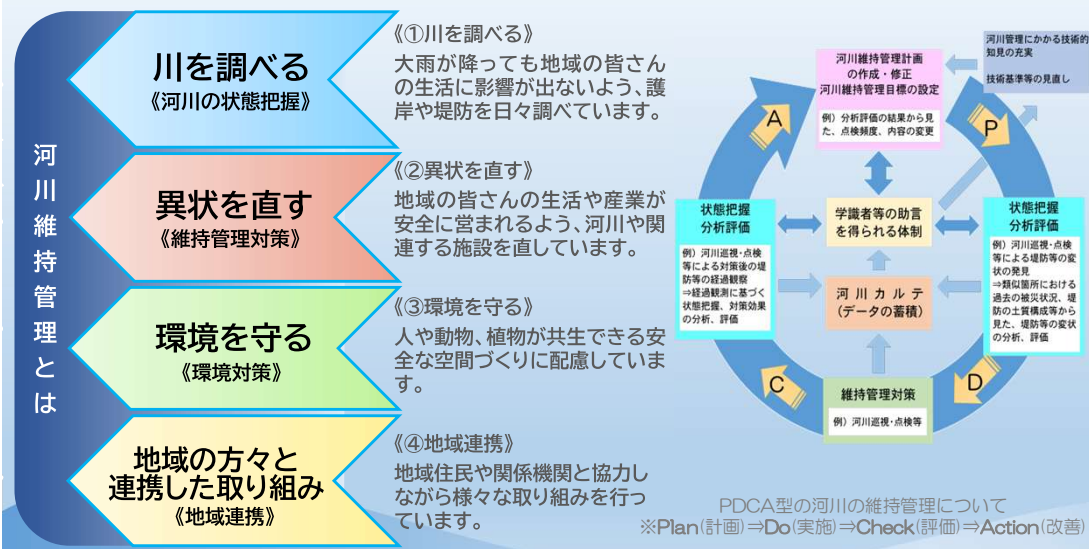 河川維持管理とは
川を調べる
《河川の状態把握》
《①川を調べる》
大雨が降っても地域の皆さん
の生活に影響が出ないよう、護
岸や堤防を日々調べています。
異状を直す
《維持管理対策》
《②異状を直す》
地域の皆さんの生活や産業が
安全に営まれるよう、河川や関
連する施設を直しています。
環境を守る
《環境対策》
《③環境を守る》
人や動物、植物が共生できる安
全な空間づくりに配慮していま
す。
地域の方々と
連携した取り組み
《地域連携》
《④地域連携》
地域住民や関係機関と協力し
ながら様々な取り組みを行っ
ています。
河川管理にかかる技術的
知見の充実
技術基準等の見直し
河川維持管理計画
の作成・修正
河川維持管理目標の設定
例）分析評価の結果から見
た、点検頻度、内容の変更
A
P
状態把握
分析評価
例）河川巡視・点検
等による対策後の堤
防等の経過観察
⇒経過観測に基づく
状態把握、対策効果
の分析、評価
学識者等の助言
を得られる体制
状態把握
分析評価
例）河川巡視・点検
等による堤防等の変
状の発見
⇒類似箇所における
過去の被災状況、堤
防の土質構成等から
見た、堤防等の変状
の分析、評価
河川カルテ
（データの蓄積）
C
D
維持管理対策
例）河川巡視・点検等
PDCA型の河川の維持管理について
※Plan(計画)⇒Do(実施)⇒Check(評価)⇒Action(改善)